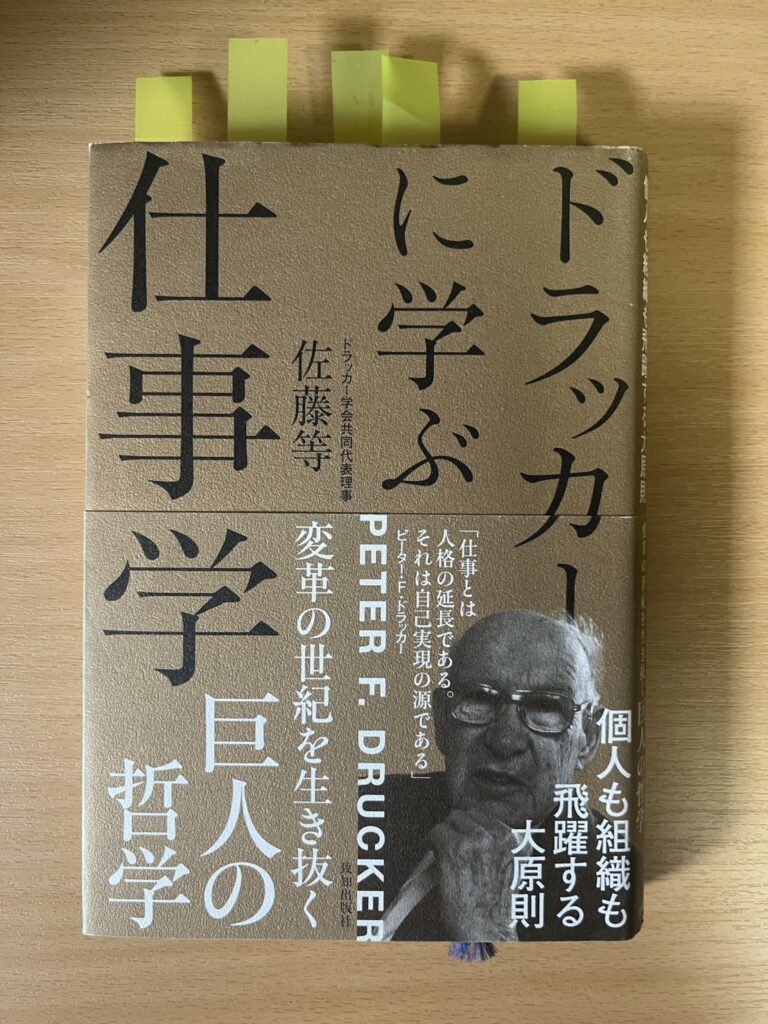 ドラッカー
に学ぶ
仕事学
ドラッカー学会共同代表理事
佐藤等
個人も組織も
飛躍する
大原則
「仕事とは
人格の延長である。
それは自己実現の源である」
ピーター・F・ドラッカー
PETER F. DRUCKER
変革の世紀を生き抜く
巨人の
哲学
致知出版社